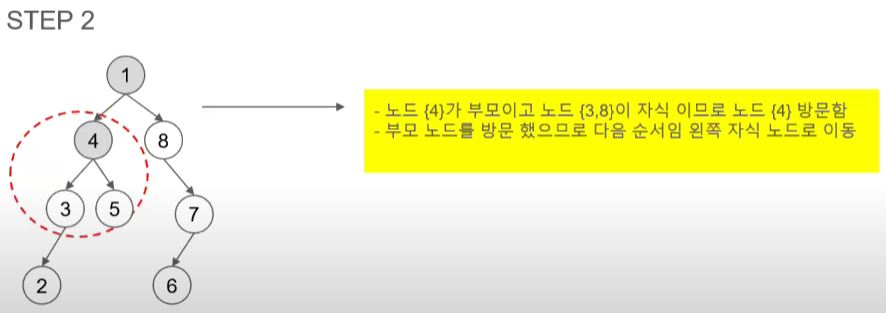 STEP 2
1
- 노드 {4}가 부모이고 노드 {3,8}이 자식 이므로 노드 {4} 방문함
- 부모 노드를 방문 했으므로 다음 순서임 왼쪽 자식 노드로 이동
4 8
3 5 7
2 6